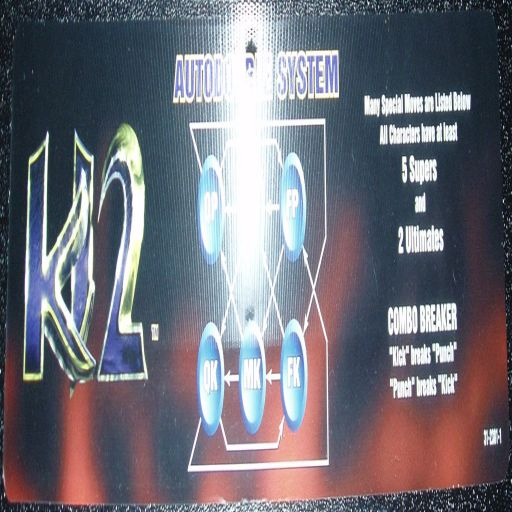 KI2
TM
SYSTEM
Many Special Moves are Listed Below
All Characters have at least
5 Supers
and
2 Ultimates
FP
QK
MK
FK
COMBO BREAKER
"Kick" breaks "Punch"
"Punch" breaks "Kick"